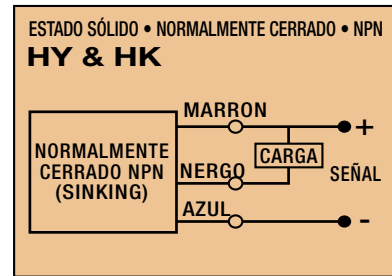 ESTADO SÓLIDO • NORMALMENTE CERRADO • NPN
HY & HK
MARRON
+
NORMALMENTE
CERRADO NPN
(SINKING)
CARGA
NERGO
SEÑAL
AZUL
-